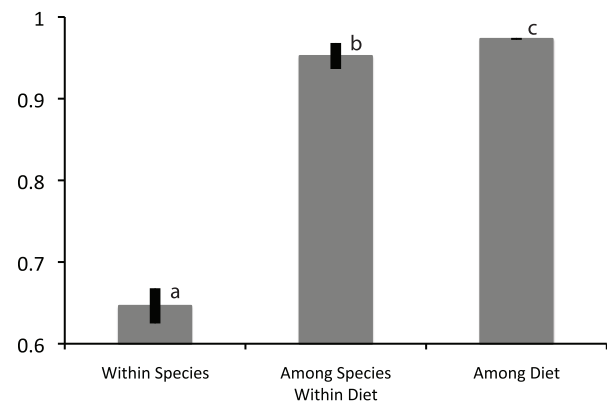 1
0.9
0.8
0.7
0.6
a
b
c
Within Species
Among Species
Within Diet
Among Diet